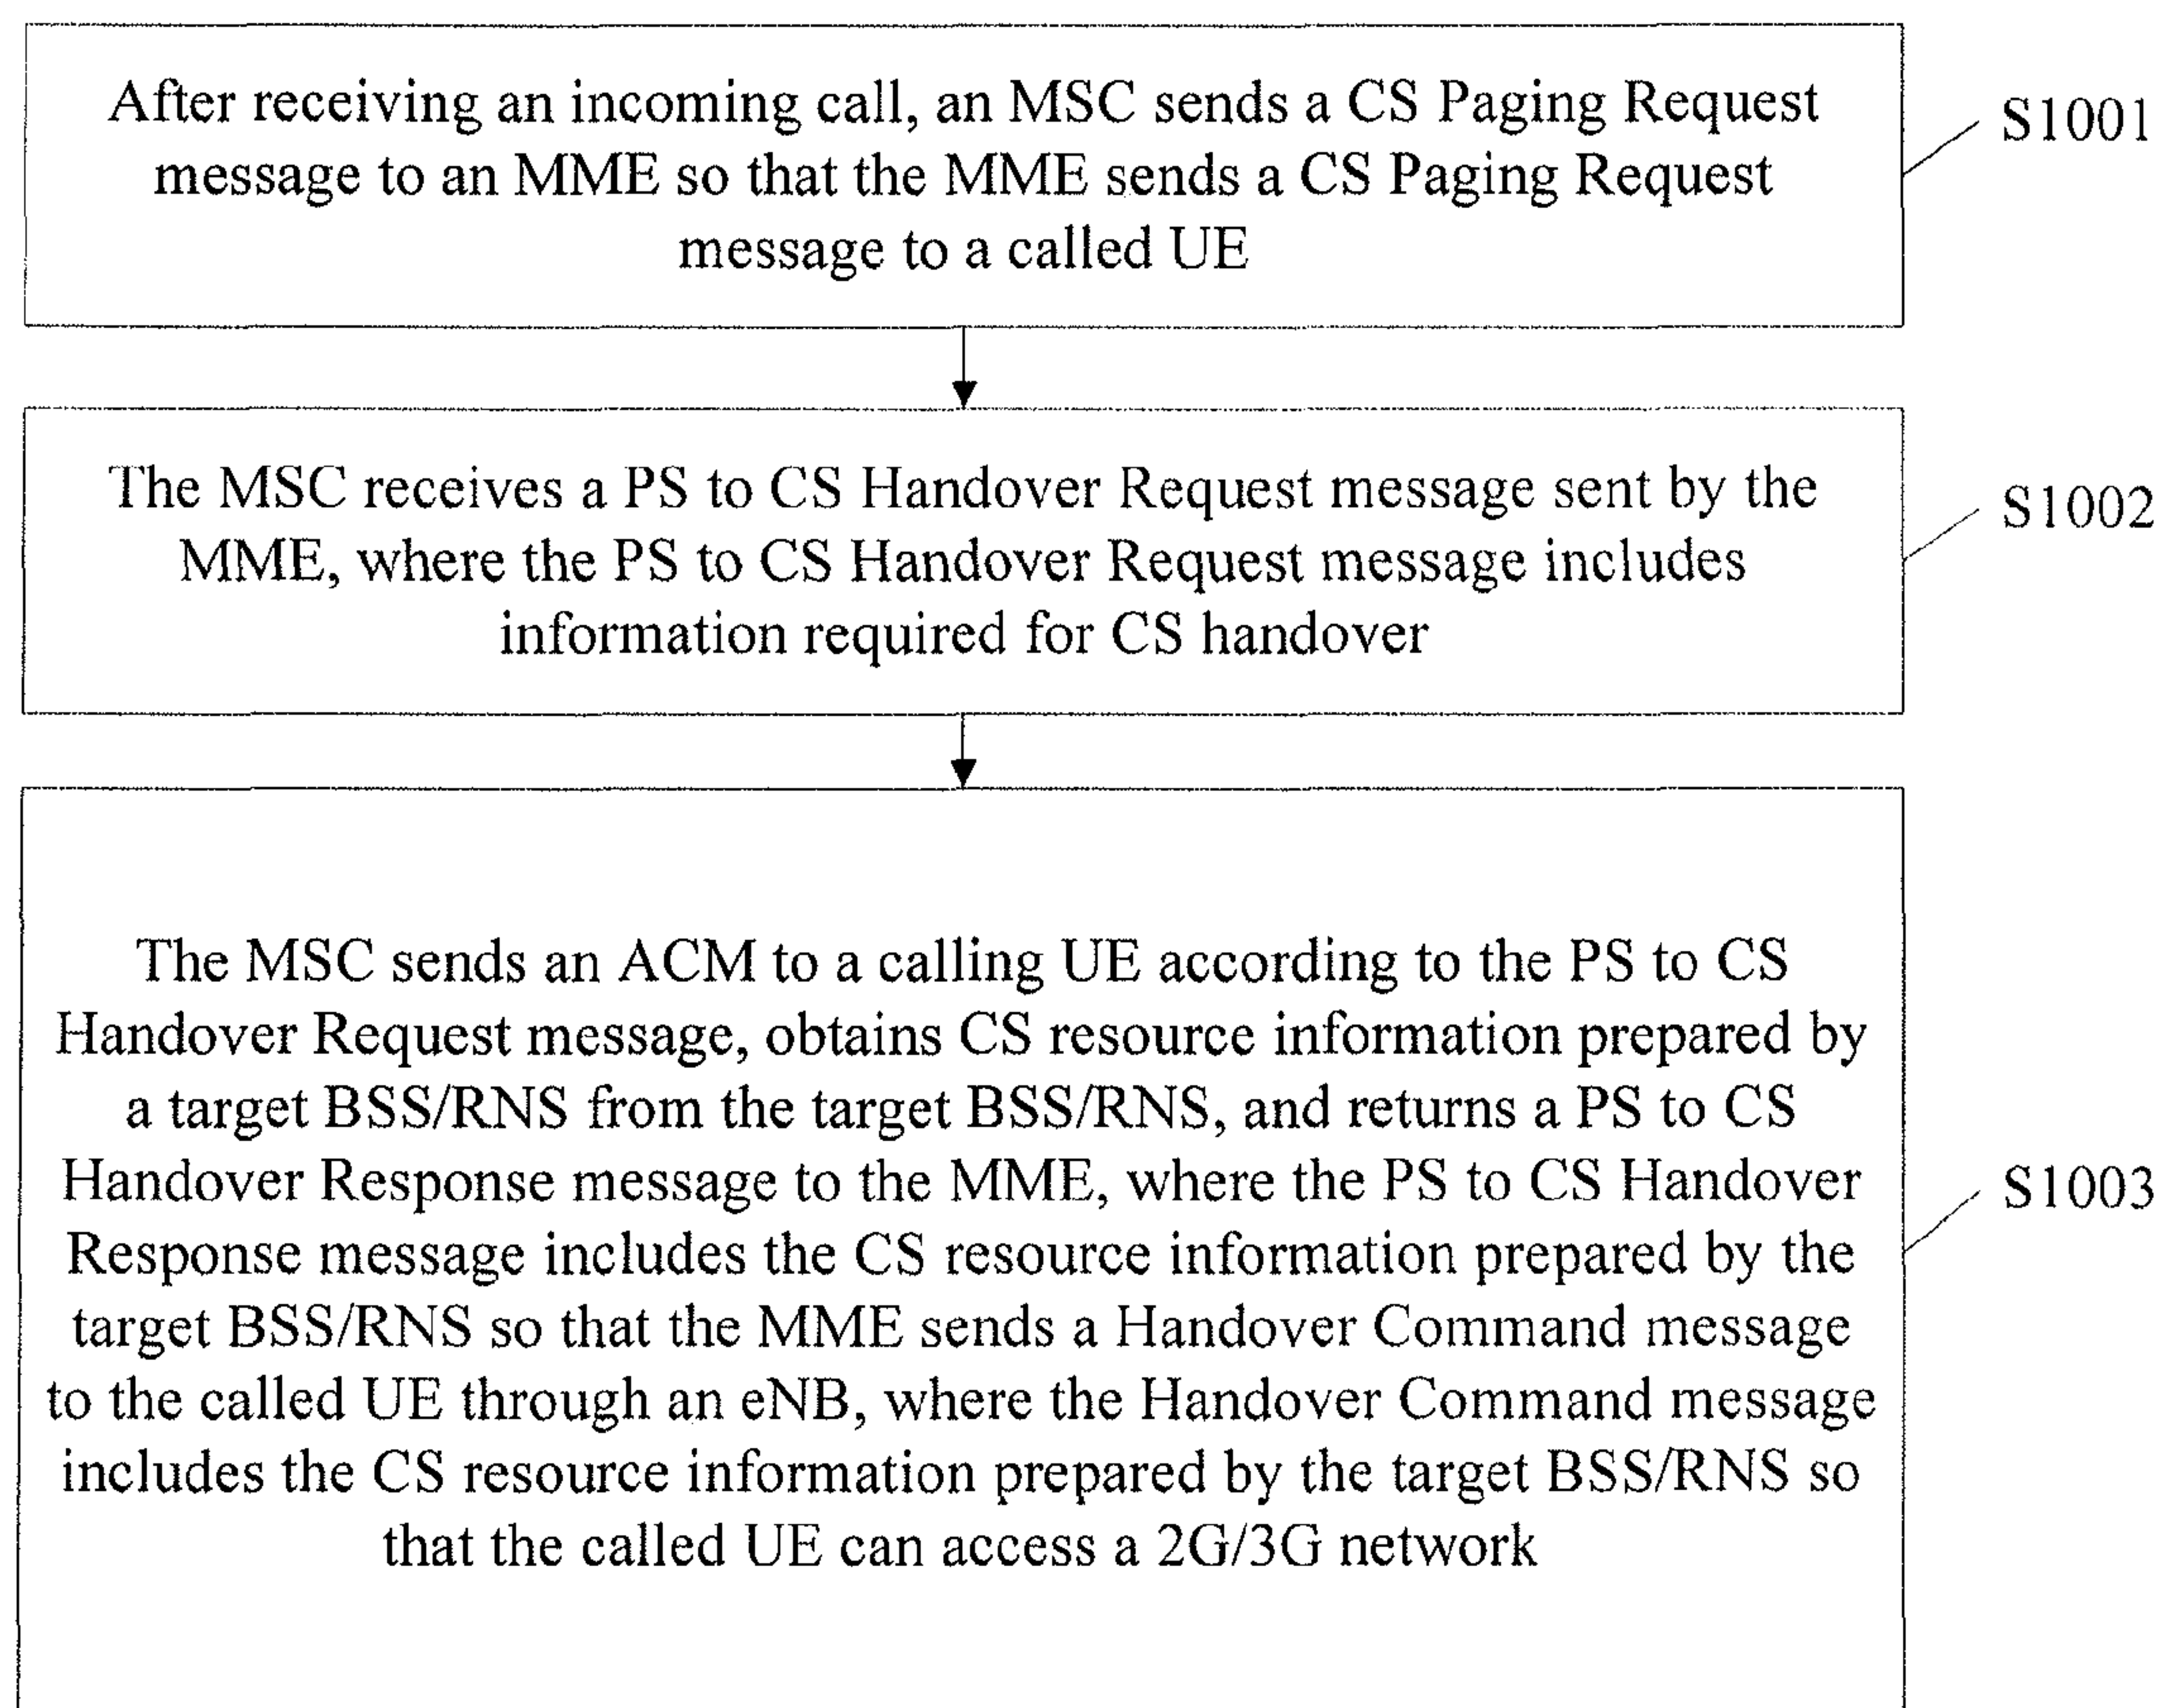 After receiving an incoming call, an MSC sends a CS Paging Request
message to an MME so that the MME sends a CS Paging Request
message to a called UE
S1001
The MSC receives a PS to CS Handover Request message sent by the
MME, where the PS to CS Handover Request message includes
information required for CS handover
S1002
The MSC sends an ACM to a calling UE according to the PS to CS
Handover Request message, obtains CS resource information prepared by
a target BSS/RNS from the target BSS/RNS, and returns a PS to CS
Handover Response message to the MME, where the PS to CS Handover
Response message includes the CS resource information prepared by the
target BSS/RNS so that the MME sends a Handover Command message
to the called UE through an eNB, where the Handover Command message
includes the CS resource information prepared by the target BSS/RNS so
that the called UE can access a 2G/3G network
S1003